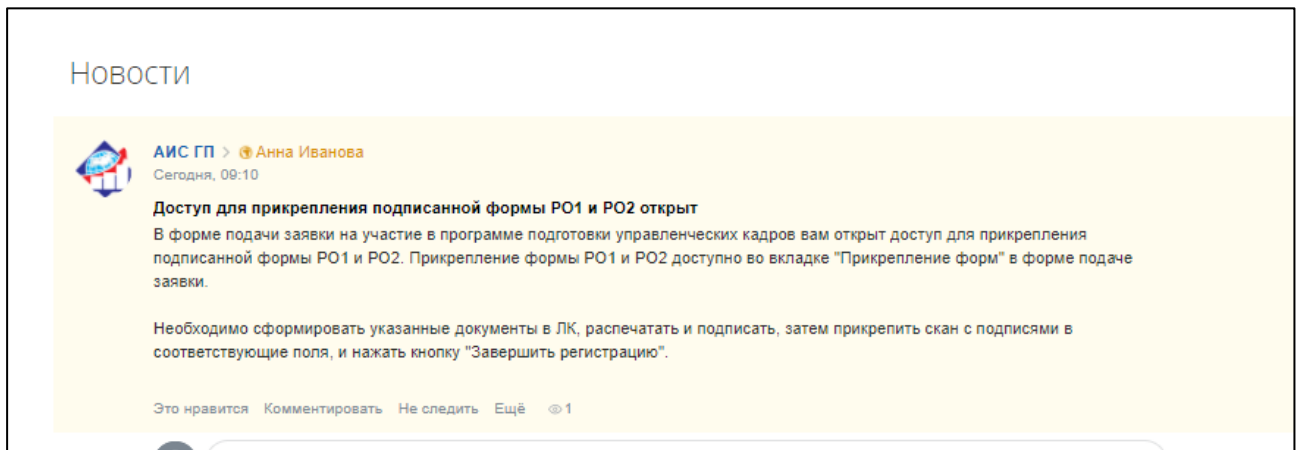 Новости
АИС ГП > Анна Иванова
Сегодня, 09:10
Доступ для прикрепления подписанной формы РО1 и РО2 открыт
В форме подачи заявки на участие в программе подготовки управленческих кадров вам открыт доступ для прикрепления
подписанной формы РО1 и РО2. Прикрепление формы РО1 и РО2 доступно во вкладке "Прикрепление форм" в форме подаче
заявки.
Необходимо сформировать указанные документы в ЛК, распечатать и подписать, затем прикрепить скан с подписями в
соответствующие поля, и нажать кнопку "Завершить регистрацию".
Это нравится Комментировать Не следить Ещё 1